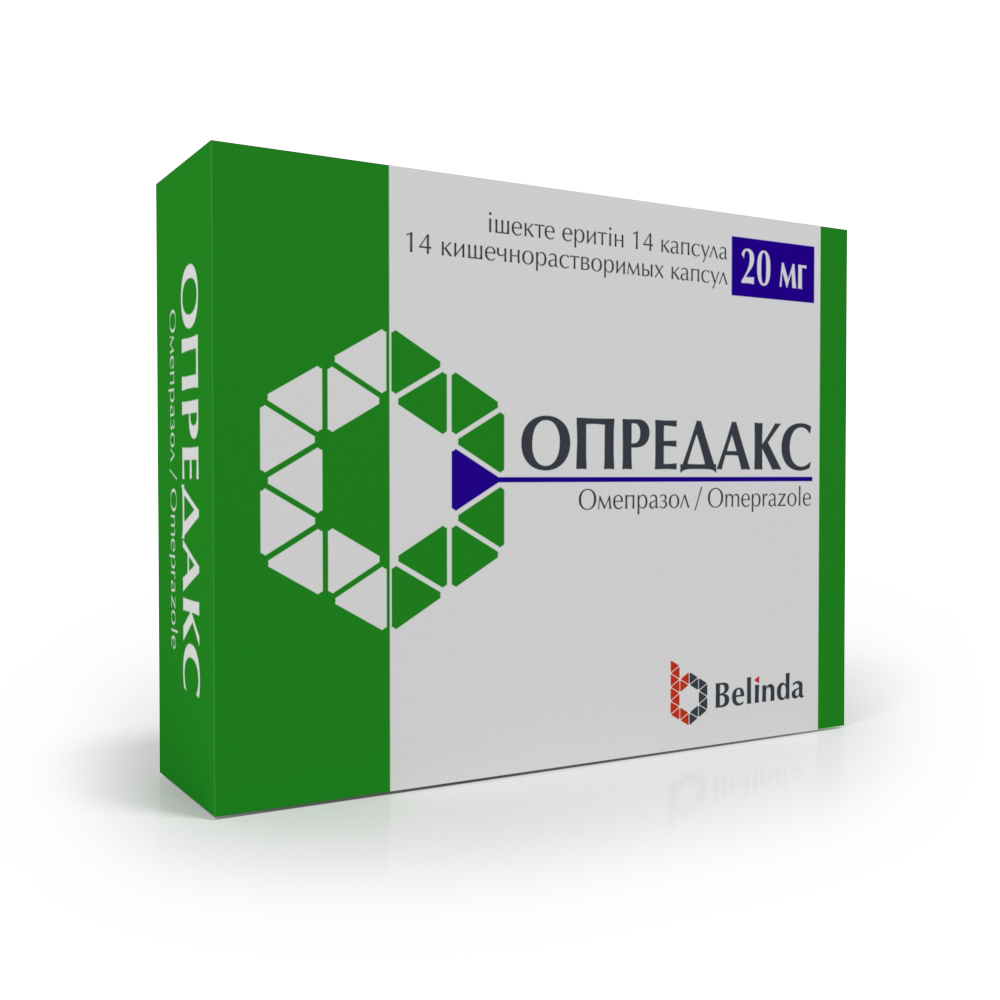 ішекте еритін 14 капсула
14 кишечнорастворимых капсул
20 мг
ОПРЕДАКС
Омепразол / Omeprazole
Belinda
ОПРЕДАКС
Омепразол / Omeprazole